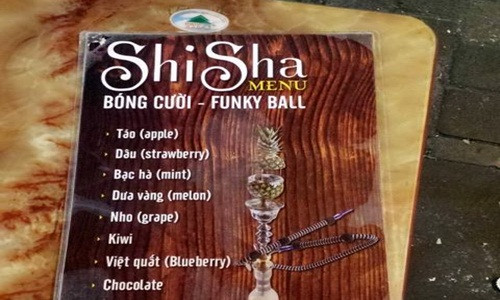 ShiSha
MENU
BÓNG CƯỜI - FUNKY BALL
Táo (apple)
Dâu (strawberry)
Bạc hà (mint)
Dưa vàng (melon)
Nho (grape)
Kiwi
Việt quất (Blueberry)
Chocolate